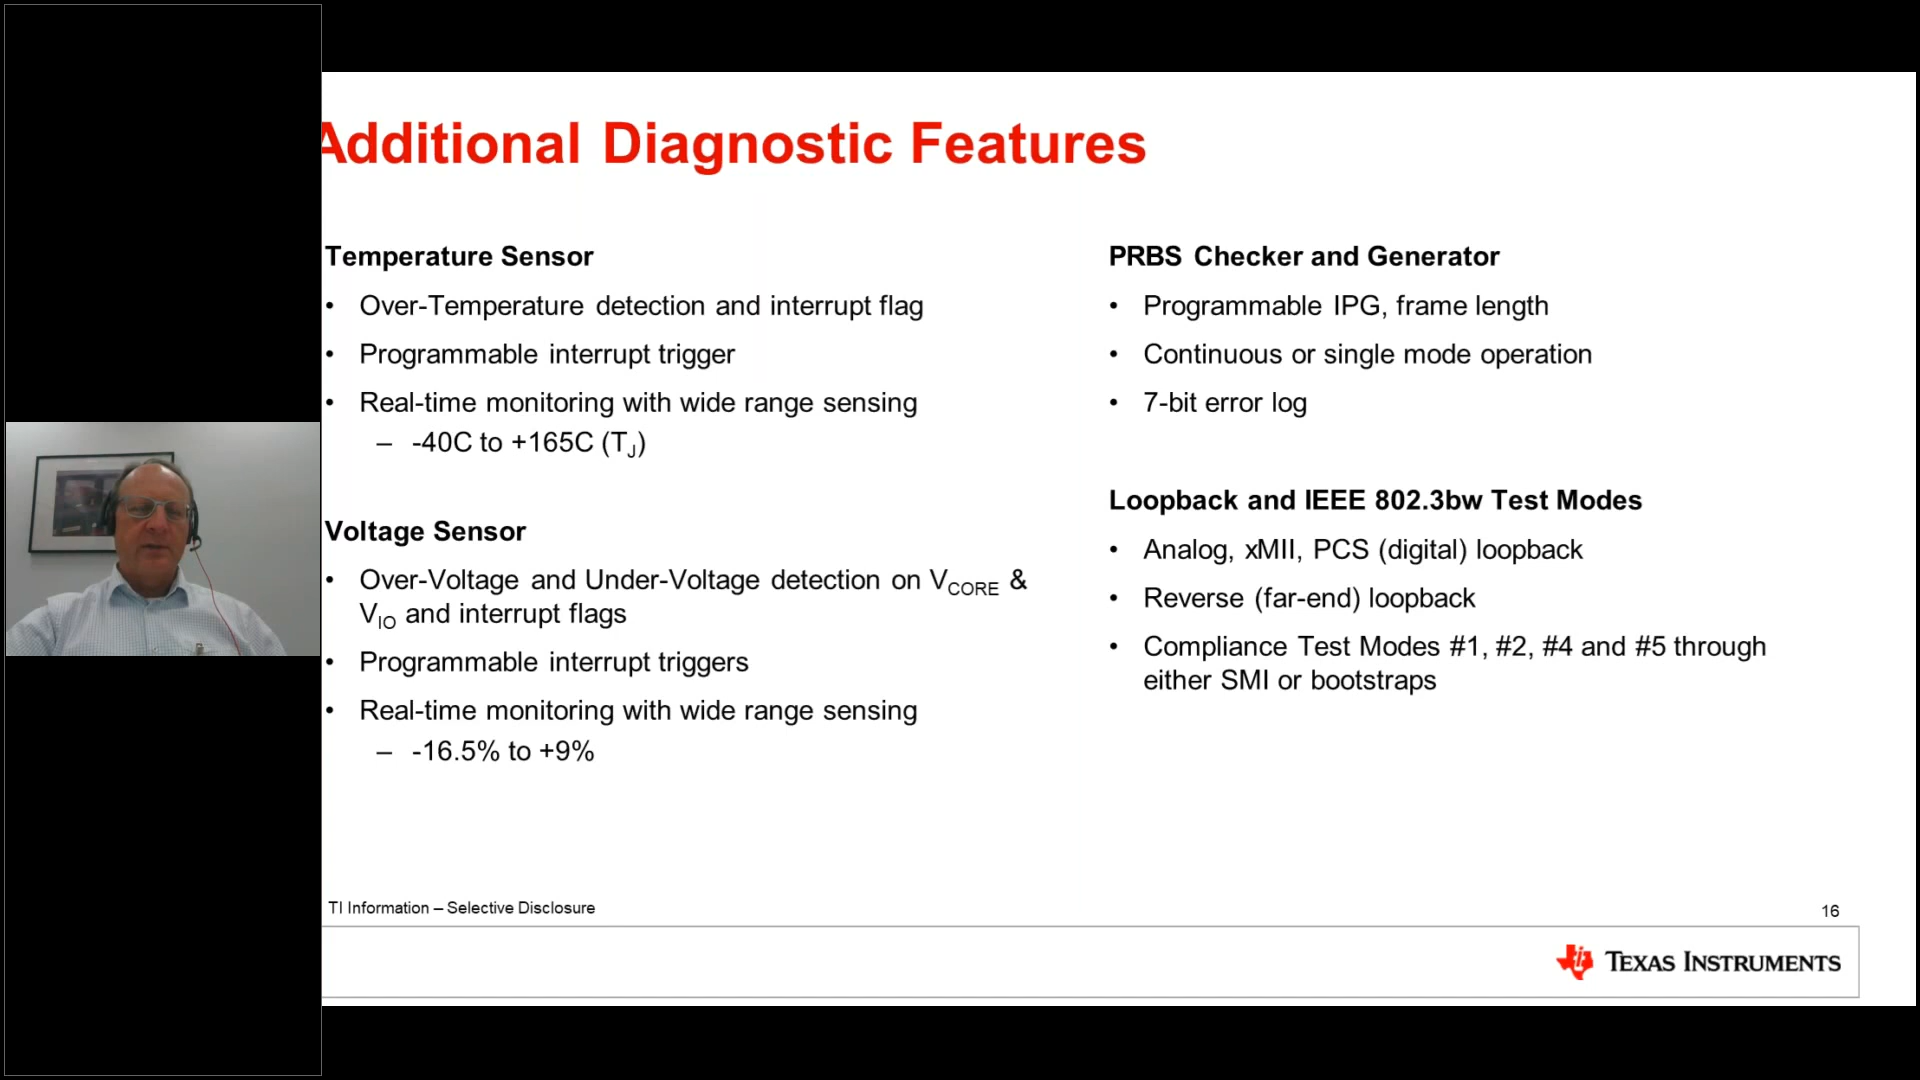 Additional Diagnostic Features
Temperature Sensor
• Over-Temperature detection and interrupt flag
• Programmable interrupt trigger
• Real-time monitoring with wide range sensing
– -40C to +165C (TJ)
Voltage Sensor
• Over-Voltage and Under-Voltage detection on VCORE &
VIO and interrupt flags
• Programmable interrupt triggers
• Real-time monitoring with wide range sensing
– -16.5% to +9%
PRBS Checker and Generator
• Programmable IPG, frame length
• Continuous or single mode operation
• 7-bit error log
Loopback and IEEE 802.3bw Test Modes
• Analog, xMII, PCS (digital) loopback
• Reverse (far-end) loopback
• Compliance Test Modes #1, #2, #4 and #5 through
either SMI or bootstraps
TI Information – Selective Disclosure
16
TEXAS INSTRUMENTS